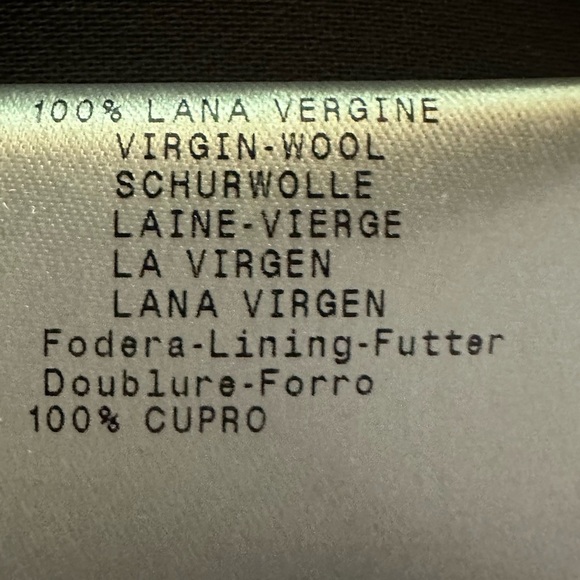 100% LANA VERGINE
VIRGIN-WOOL
SCHURWOLLE
LAINE-VIERGE
LA VIRGEN
LANA VIRGEN
Fodera-Lining-Futter
Doublure-Forro
100% CUPRO